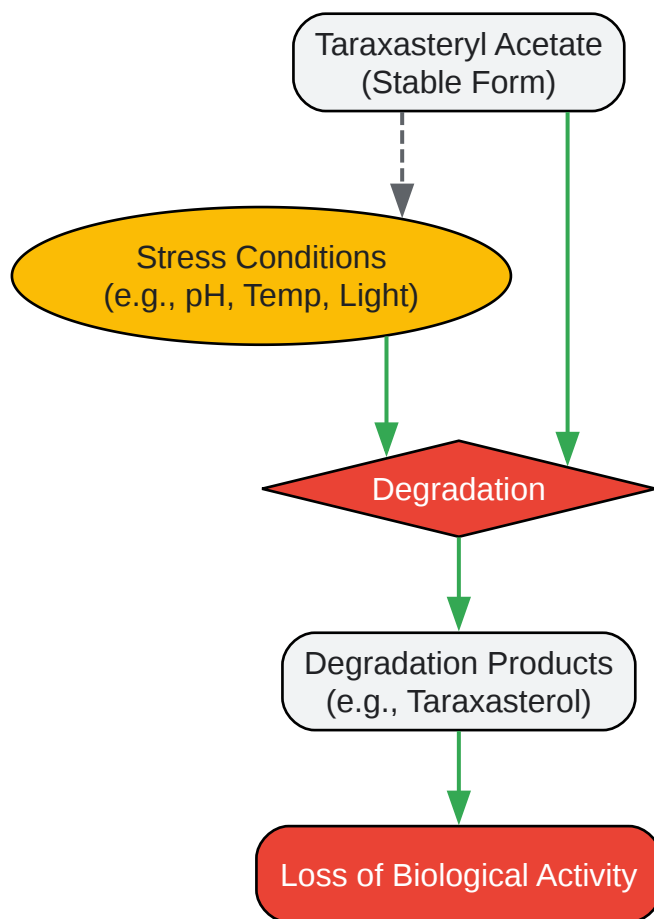 Taraxasteryl Acetate
(Stable Form)
Stress Conditions
(e.g., pH, Temp, Light)
Degradation
Degradation Products
(e.g., Taraxasterol)
Loss of Biological Activity